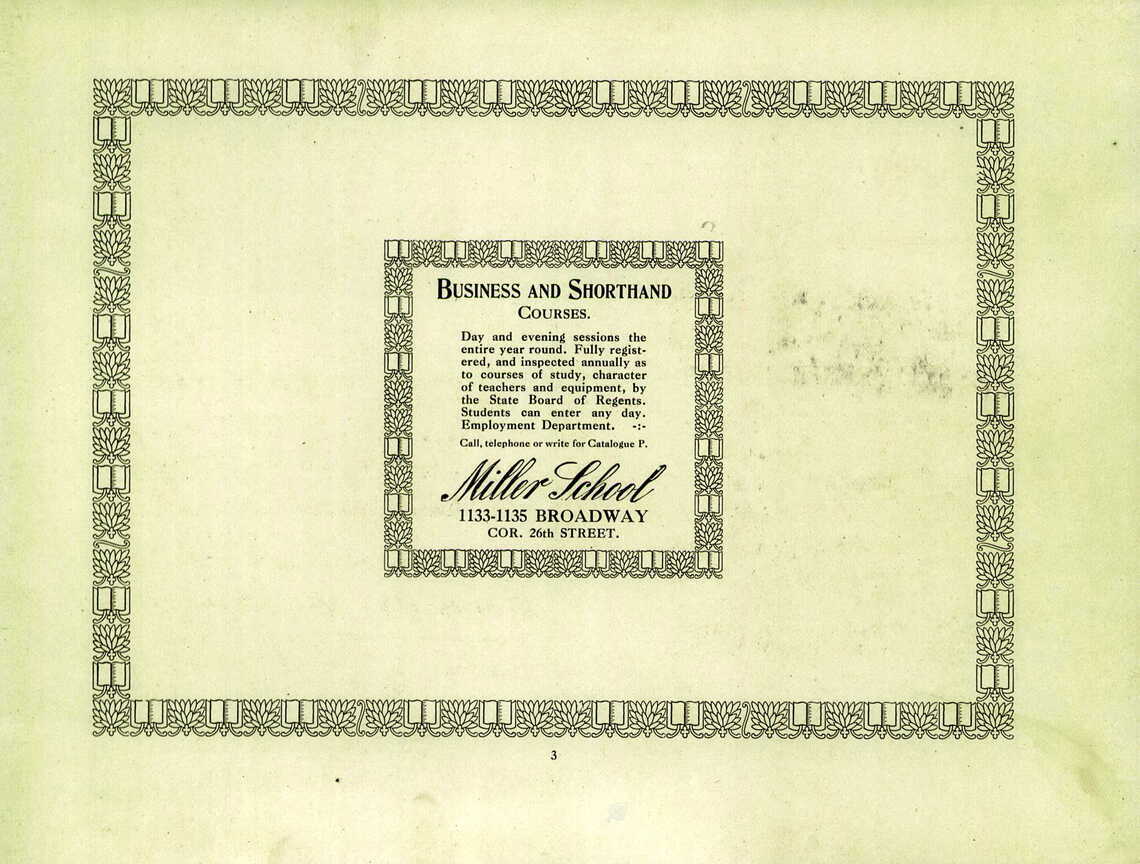 BUSINESS AND SHORTHAND
COURSES.
Day and evening sessions the
entire year round. Fully regist-
ered, and inspected annually as
to courses of study, character
of teachers and equipment, by
the State Board of Regents.
Students can enter any day.
Employment Department. -:-
Call, telephone or write for Catalogue P.
Miller School
1133-1135 BROADWAY
COR. 26th STREET.
3